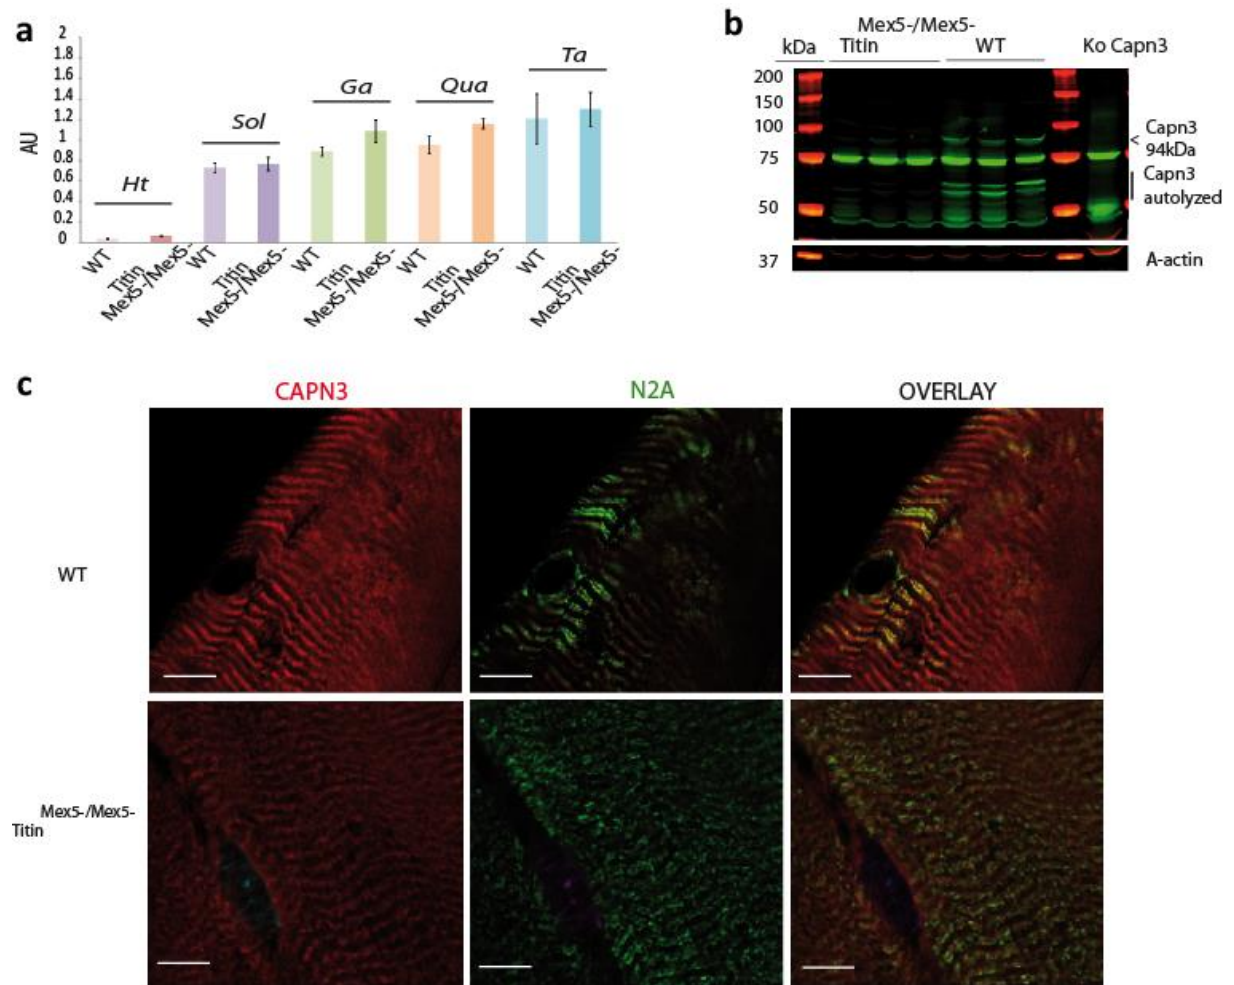 a
AU
2
1.8
1.6
1.4
1.2
1
0.8
0.6
0.4
0.2
0
Ht
Sol
Ga
Qua
Ta
WT
Titin
Mex5-/Mex5-
WT
Titin
Mex5-/Mex5-
WT
Titin
Mex5-/Mex5-
WT
Titin
Mex5-/Mex5-
WT
Titin
Mex5-/Mex5-
b
Mex5-/Mex5-
kDa
Titin
WT
Ko Capn3
200
150
100
75
50
37
<
Capn3
94kDa
Capn3
autolyzed
A-actin
c
CAPN3
N2A
OVERLAY
WT
Mex5-/Mex5-
Titin